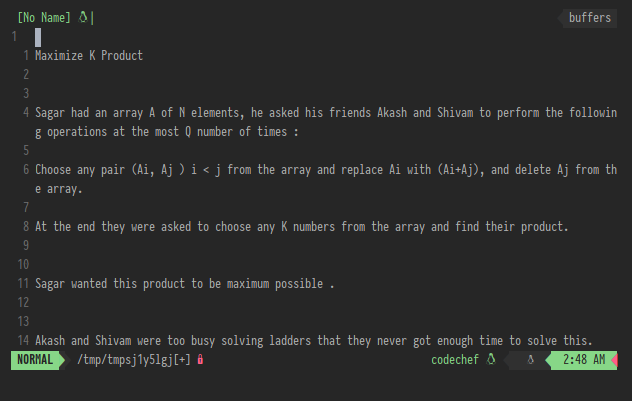 [No Name] | buffers
1
1 Maximize K Product
2
3
4 Sagar had an array A of N elements, he asked his friends Akash and Shivam to perform the followin
g operations at the most Q number of times :
5
6 Choose any pair (Ai, Aj ) i < j from the array and replace Ai with (Ai+Aj), and delete Aj from th
e array.
7
8 At the end they were asked to choose any K numbers from the array and find their product.
9
10
11 Sagar wanted this product to be maximum possible .
12
13
14 Akash and Shivam were too busy solving ladders that they never got enough time to solve this.
NORMAL /tmp/tmpsj1y5lgj[+] codechef 2:48 AM